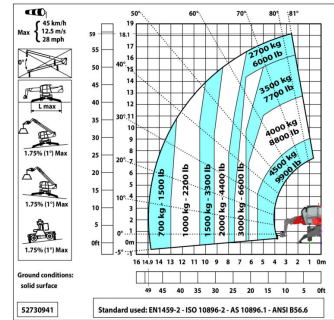 45 km/h
Max 12.5 m/s
28 mph
0°
L max
1.75% (1°) Max
1.75% (1°) Max
1.75% (1°) Max
Ground conditions:
solid surface
52730941
Standard used: EN1459-2 - ISO 10896-2 - AS 10896.1 - ANSI B56.6
50°
60°
70°
80°
81°
40°
30°
20°
10°
0°
-5°
59
55
50
45
40
35
30
25
20
15
10
5
0ft
19
18.1
17
16
15
14
13
12
11
10
9
8
7
6
5
4
3
2
1
0m
-1
16 14,9 14 13 12 11 10 9 8 7 6 5 4 3 2 1 0m
49 45 40 35 30 25 20 15 10 5 0ft
2700 kg
6000 lb
3500 kg
7700 lb
4000 kg
8800 lb
4500 kg
9900 lb
3000 kg - 6600 lb
2000 kg - 4400 lb
1500 kg - 3300 lb
1000 kg - 2200 lb
700 kg - 1500 lb